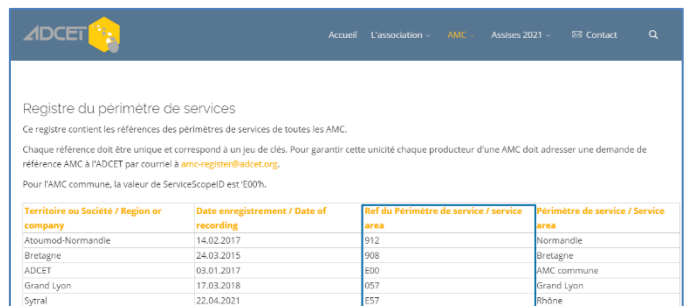 ADCET
Accueil L'association AMC Assises 2021 Contact
Registre du périmètre de services
Ce registre contient les références des périmètres de services de toutes les AMC.
Chaque référence doit être unique et correspond à un jeu de clés. Pour garantir cette unicité chaque producteur d'une AMC doit adresser une demande de
référence AMC à l'ADCET par courriel à amc-register@adcet.org.
Pour l'AMC commune, la valeur de ServiceScopeID est 'E00'h.
Territoire ou Société / Region or company Date enregistrement / Date of recording Ref du Périmètre de service / service area Périmètre de service / Service area
Atoumod-Normandie 14.02.2017 912 Normandie
Bretagne 24.03.2015 908 Bretagne
ADCET 03.01.2017 E00 AMC commune
Grand Lyon 17.03.2018 057 Grand Lyon
Sytral 22.04.2021 E57 Rhône